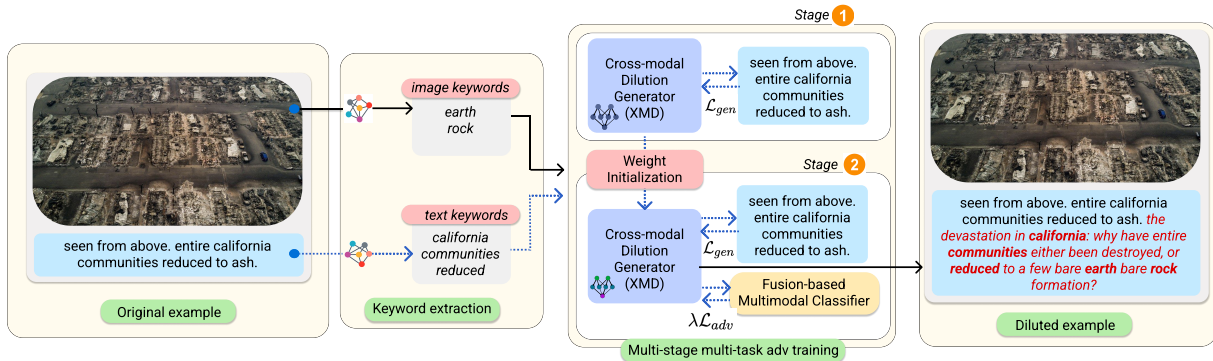 seen from above. entire california
communities reduced to ash.
Original example
image keywords
earth
rock
text keywords
california
communities
reduced
Keyword extraction
Stage 1
Cross-modal
Dilution
Generator
(XMD)
ℒgen
seen from above.
entire california
communities
reduced to ash.
Weight
Initialization
Stage 2
Cross-modal
Dilution
Generator
(XMD)
ℒgen
seen from above.
entire california
communities
reduced to ash.
Fusion-based
Multimodal Classifier
λℒadv
Multi-stage multi-task adv training
seen from above. entire california
communities reduced to ash. the
devastation in california: why have entire
communities either been destroyed, or
reduced to a few bare earth bare rock
formation?
Diluted example